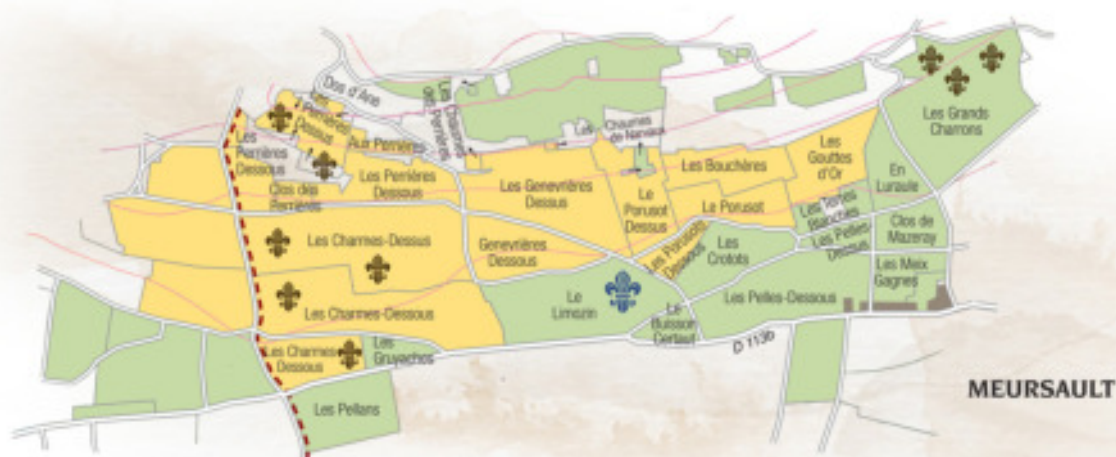 Dos d'Ane
Les
Perrières
Dessus
Aux Perrières
Les
Perrières
Dessous
Clos des
Perrières
Les Perrières
Dessous
Les Chaumes
des Perrières
Les Chaumes
de Narvaux
Les Grands
Charrons
Les Genevrières
Dessus
Le
Porusot
Dessus
Les Bouchères
Le Porusot
Les
Gouttes
d'Or
En
Luraule
Les Terres
Blanches
Les Pelles
Dessus
Clos de
Mazeray
Les Meix
Gagnes
Les Charmes-Dessus
Genevrières
Dessous
Les Porusots
Dessous
Les
Crotots
Le
Limozin
Les Pelles-Dessous
Le
Buisson
Certaut
Les Charmes-Dessous
Les Charmes
Dessous
Les
Gruyaches
D 113b
Les Pellans
MEURSAULT